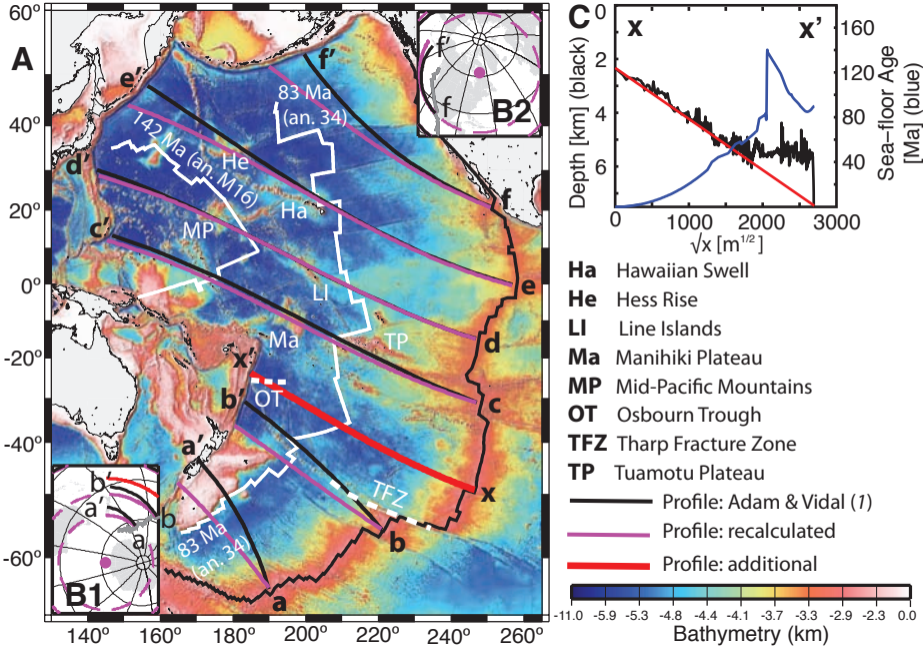 A
60°
40°
20°
0°
-20°
-40°
-60°
140°
160°
180°
200°
220°
240°
260°
e'
f'
83 Ma
(an. 34)
142 Ma (an. M16)
d'
He
Ha
c'
MP
f
e
LI
d
Ma
TP
x'
OT
c
b'
a'
x
TFZ
83 Ma
(an. 34)
b
a
f'
f
B2
b'
a'
b
a
B1
C
0
2
4
6
Depth [km] (black)
x
x'
160
120
80
40
Sea-floor Age
[Ma] (blue)
0
1000
2000
3000
√x [m¹/²]
Ha Hawaiian Swell
He Hess Rise
LI Line Islands
Ma Manihiki Plateau
MP Mid-Pacific Mountains
OT Osbourn Trough
TFZ Tharp Fracture Zone
TP Tuamotu Plateau
Profile: Adam & Vidal (1)
Profile: recalculated
Profile: additional
-11.0 -5.9 -5.3 -4.8 -4.4 -4.1 -3.7 -2.9 -2.3 0.0
Bathymetry (km)